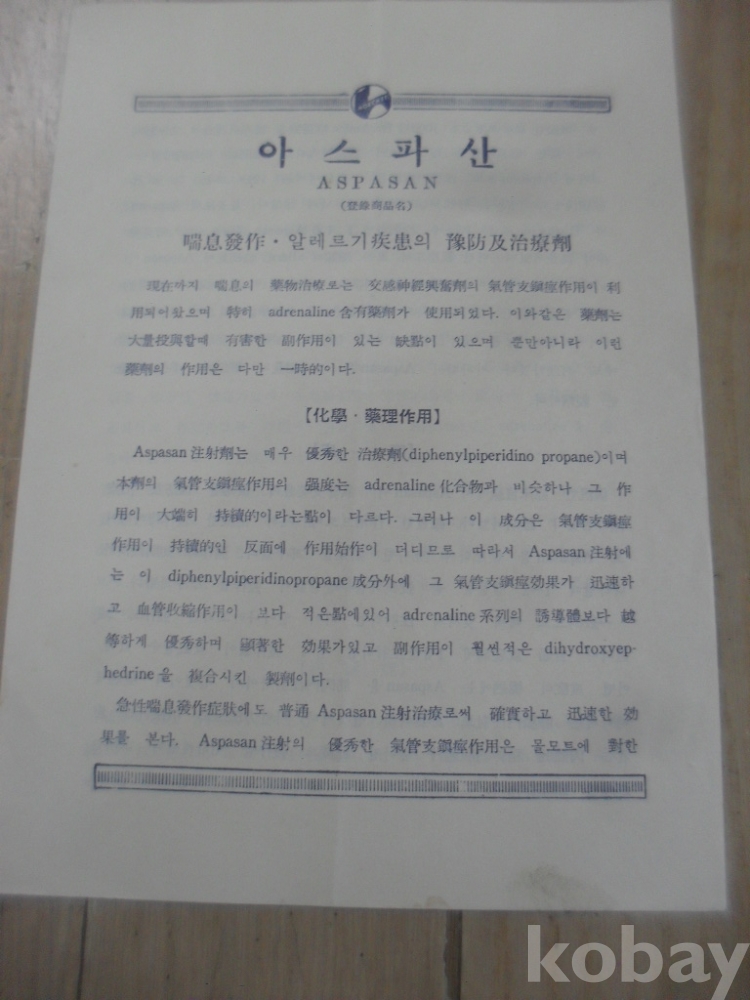 아스파산
ASPASAN
(登錄商品名)
喘息發作·알레르기疾患의 豫防及治療劑
現在까지 喘息의 藥物治療로는 交感神經興奮劑의 氣管支鎭痙作用이 利
用되어왔으며 特히 adrenaline含有藥劑가 使用되었다. 이와같은 藥劑는
大量投與할때 有害한 副作用이 있는 缺點이 있으며 뿐만아니라 이런
藥劑의 作用은 다만 一時的이다.
【化學·藥理作用】
Aspasan注射劑는 매우 優秀한 治療劑(diphenylpiperidino propane)이며
本劑의 氣管支鎭痙作用의 强度는 adrenaline化合物과 비슷하나 그 作
用이 大端히 持續的이라는點이 다르다. 그러나 이 成分은 氣管支鎭痙
作用이 持續的인 反面에 作用始作이 더디므로 따라서 Aspasan注射에
는 이 diphenylpiperidinopropane成分外에 그 氣管支鎭痙効果가 迅速하
고 血管收縮作用이 보다 적은點에있어 adrenaline系列의 誘導體보다 越
等하게 優秀하며 顯著한 効果가있고 副作用이 훨씬적은 dihydroxyep-
hedrine을 複合시킨 製劑이다.
急性喘息發作症狀에도 普通 Aspasan注射治療로써 確實하고 迅速한 効
果를 본다. Aspasan注射의 優秀한 氣管支鎭痙作用은 몰모트에 對한
kobay